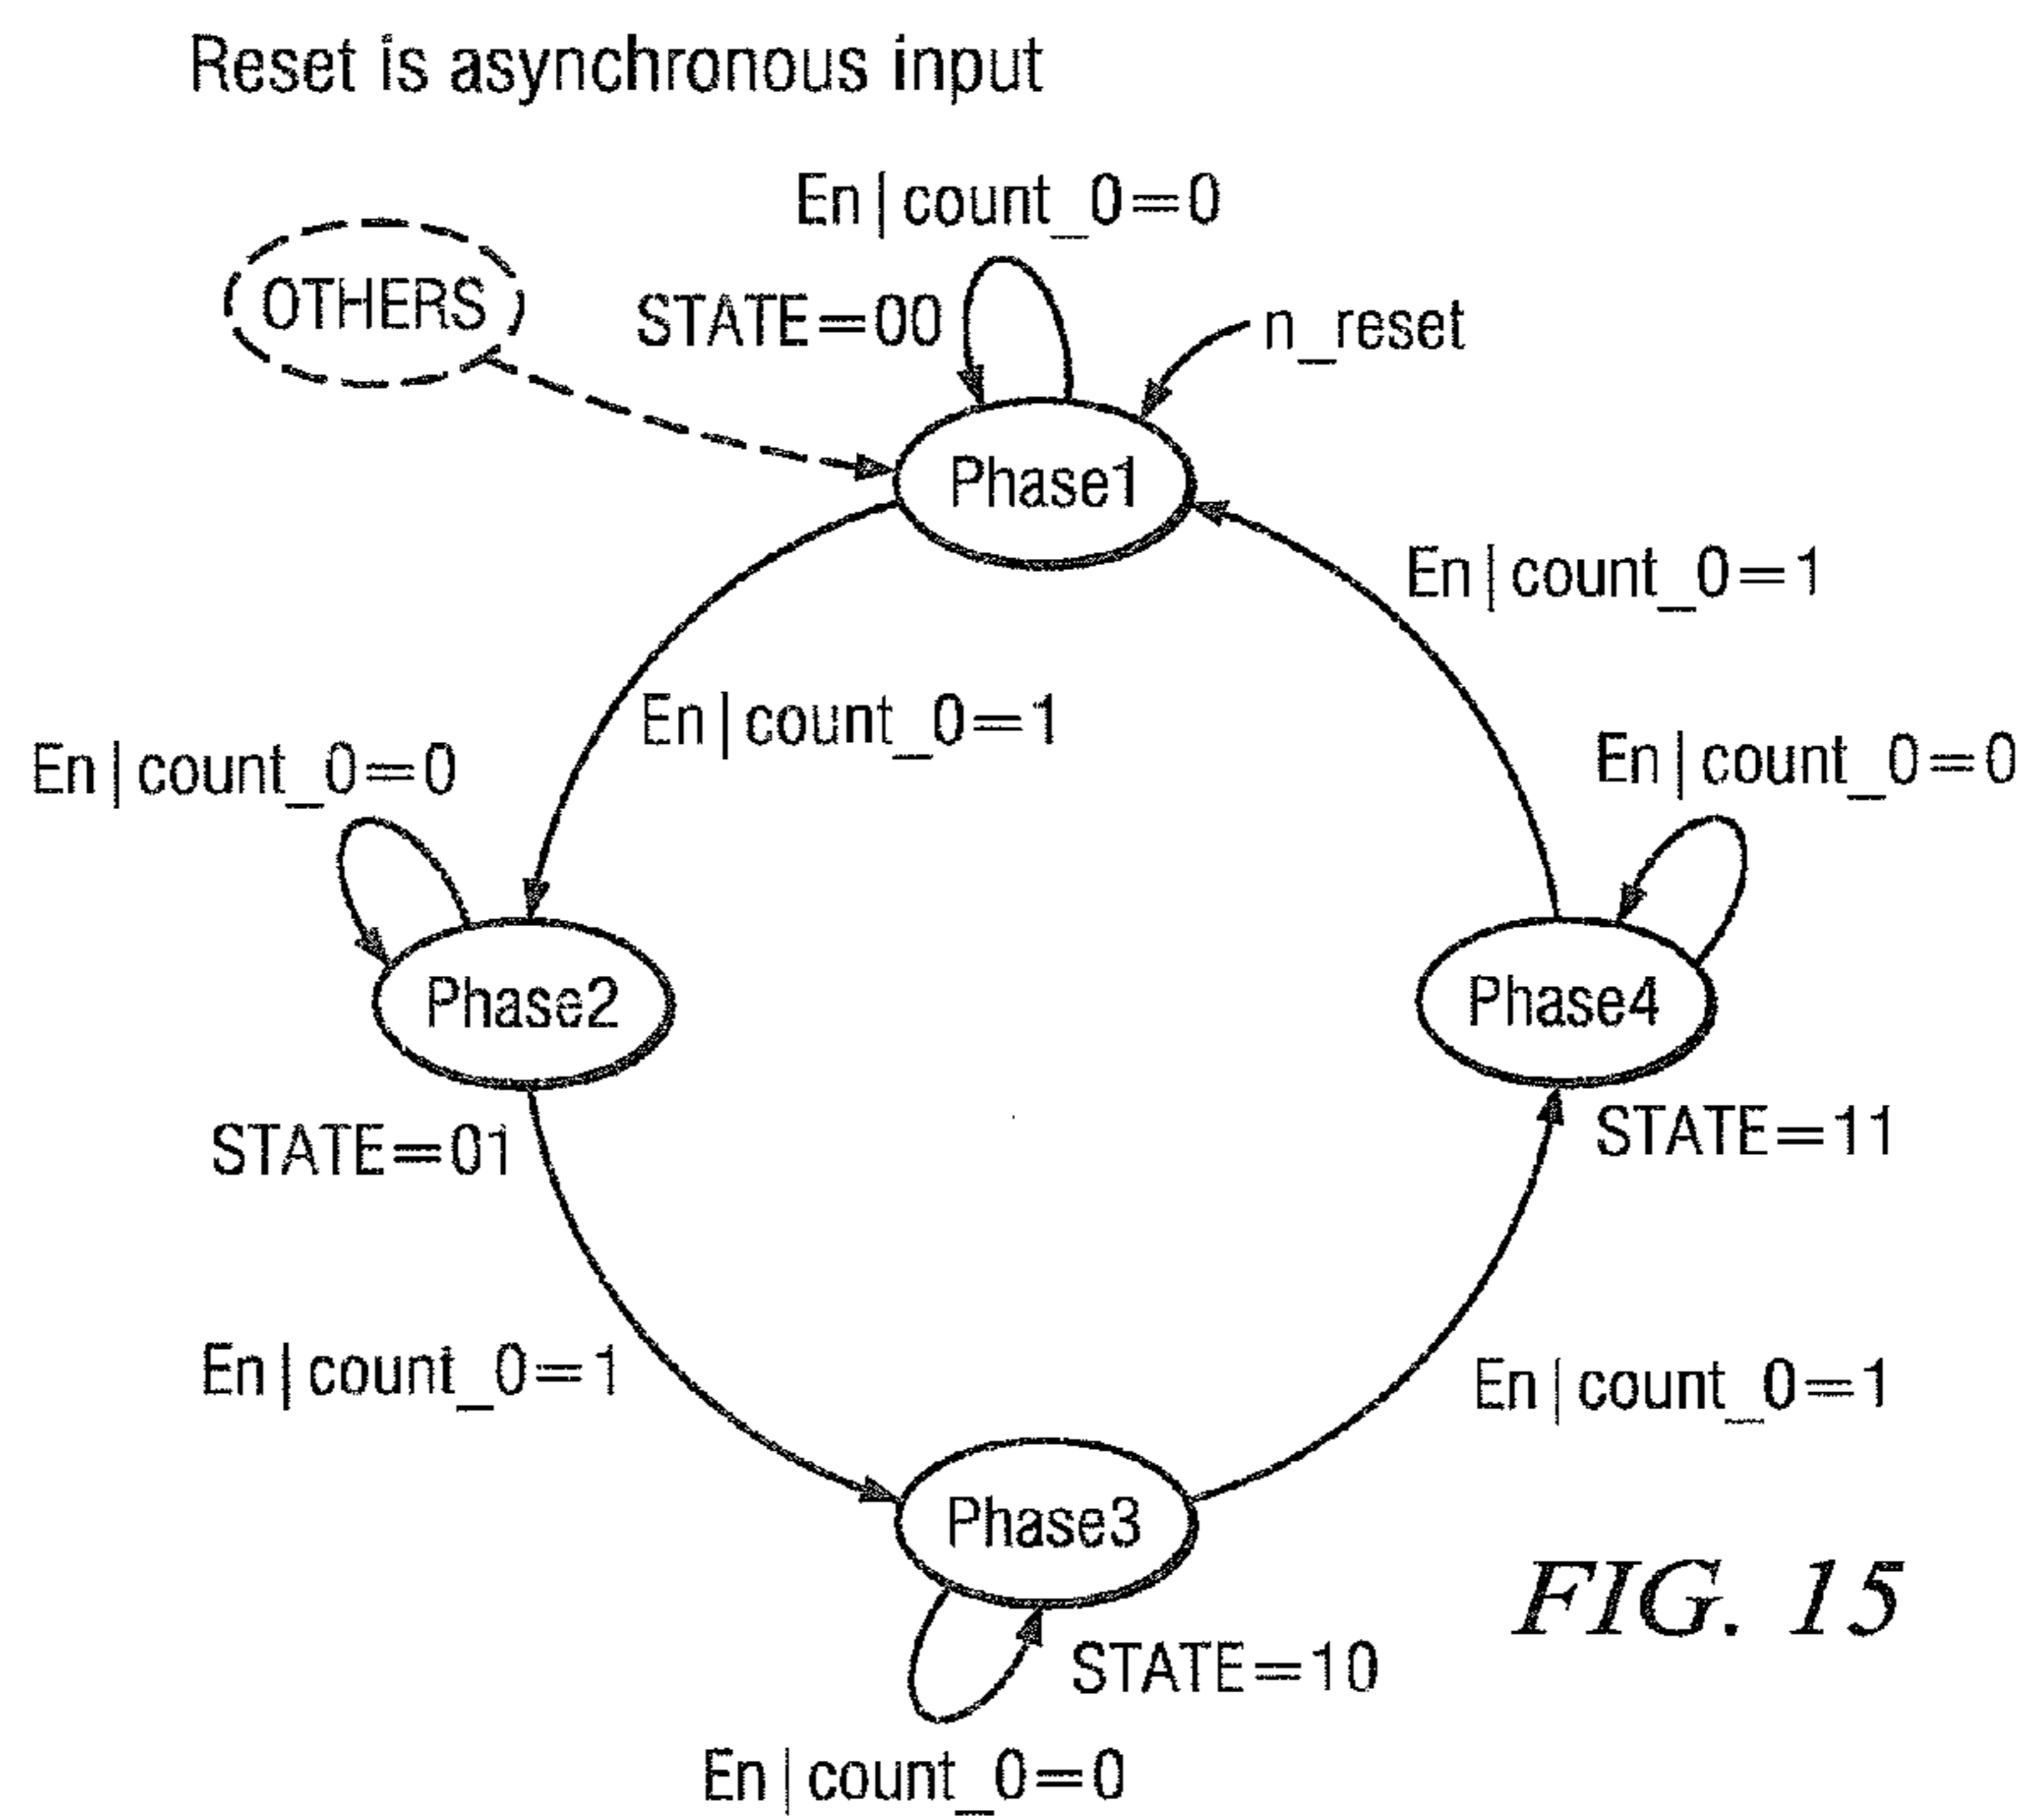 Reset is asynchronous input
En|count_0=0
OTHERS
STATE=00
n_reset
Phase1
En|count_0=1
En|count_0=1
En|count_0=0
En|count_0=0
Phase2
Phase4
STATE=01
STATE=11
En|count_0=1
En|count_0=1
Phase3
FIG. 15
STATE=10
En|count_0=0